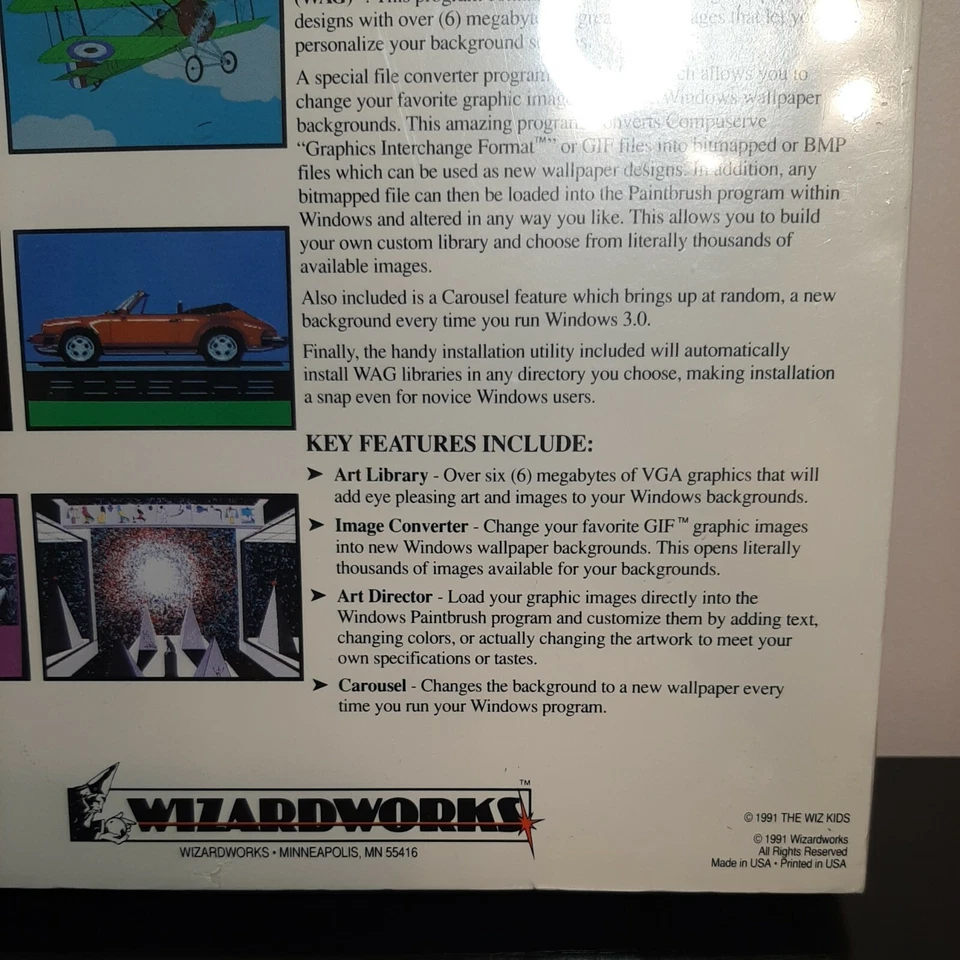 (WAG)
designs with over (6) megabytes
personalize your background
A special file converter program allows you to
change your favorite graphic Windows wallpaper
backgrounds. This amazing program converts Compuserve
“Graphics Interchange Format™” or GIF files into bitmapped or BMP
files which can be used as new wallpaper designs. In addition, any
bitmapped file can then be loaded into the Paintbrush program within
Windows and altered in any way you like. This allows you to build
your own custom library and choose from literally thousands of
available images.
Also included is a Carousel feature which brings up at random, a new
background every time you run Windows 3.0.
Finally, the handy installation utility included will automatically
install WAG libraries in any directory you choose, making installation
a snap even for novice Windows users.
PORSCHE
KEY FEATURES INCLUDE:
➤ Art Library - Over six (6) megabytes of VGA graphics that will
add eye pleasing art and images to your Windows backgrounds.
➤ Image Converter - Change your favorite GIF™ graphic images
into new Windows wallpaper backgrounds. This opens literally
thousands of images available for your backgrounds.
➤ Art Director - Load your graphic images directly into the
Windows Paintbrush program and customize them by adding text,
changing colors, or actually changing the artwork to meet your
own specifications or tastes.
➤ Carousel - Changes the background to a new wallpaper every
time you run your Windows program.
WIZARDWORKS™
WIZARDWORKS • MINNEAPOLIS, MN 55416
© 1991 THE WIZ KIDS
© 1991 Wizardworks
All Rights Reserved
Made in USA • Printed in USA